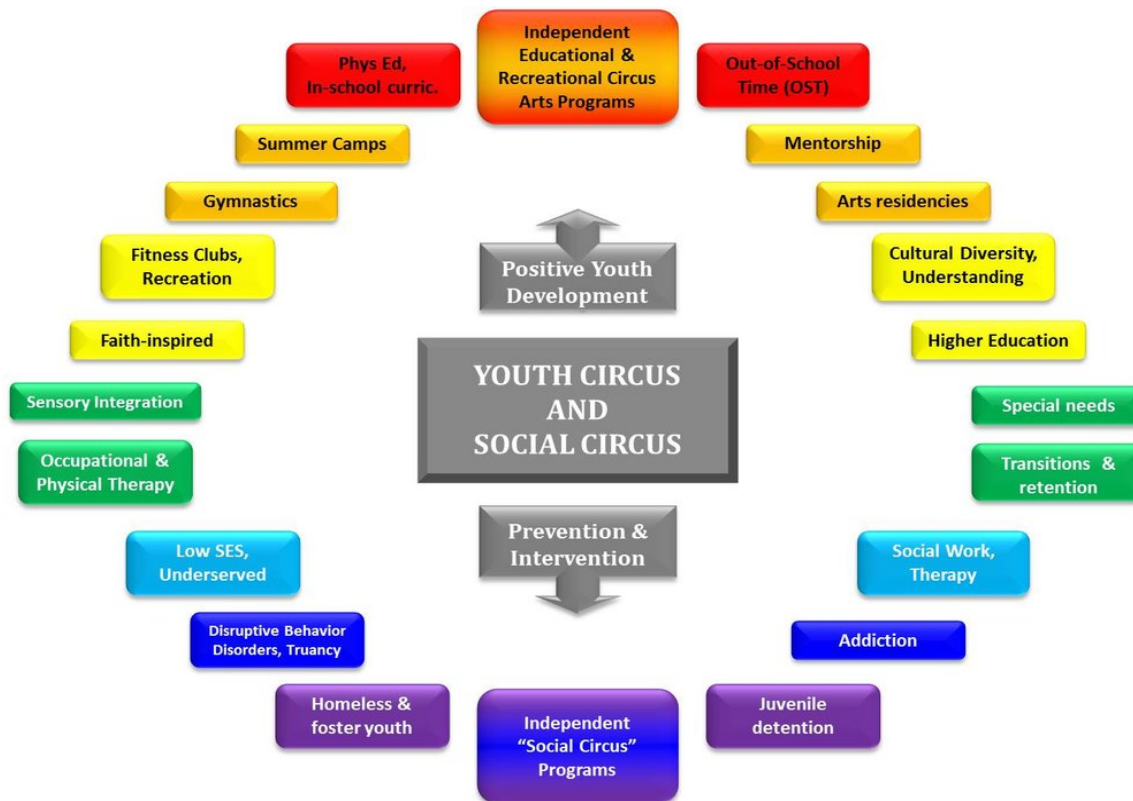 Independent
Educational &
Recreational Circus
Arts Programs
Phys Ed,
In-school curric.
Out-of-School
Time (OST)
Summer Camps
Mentorship
Gymnastics
Arts residencies
Fitness Clubs,
Recreation
Positive Youth
Development
Cultural Diversity,
Understanding
Faith-inspired
Higher Education
YOUTH CIRCUS
AND
SOCIAL CIRCUS
Sensory Integration
Special needs
Occupational &
Physical Therapy
Transitions &
retention
Prevention &
Intervention
Low SES,
Underserved
Social Work,
Therapy
Disruptive Behavior
Disorders, Truancy
Addiction
Homeless &
foster youth
Independent
“Social Circus”
Programs
Juvenile
detention